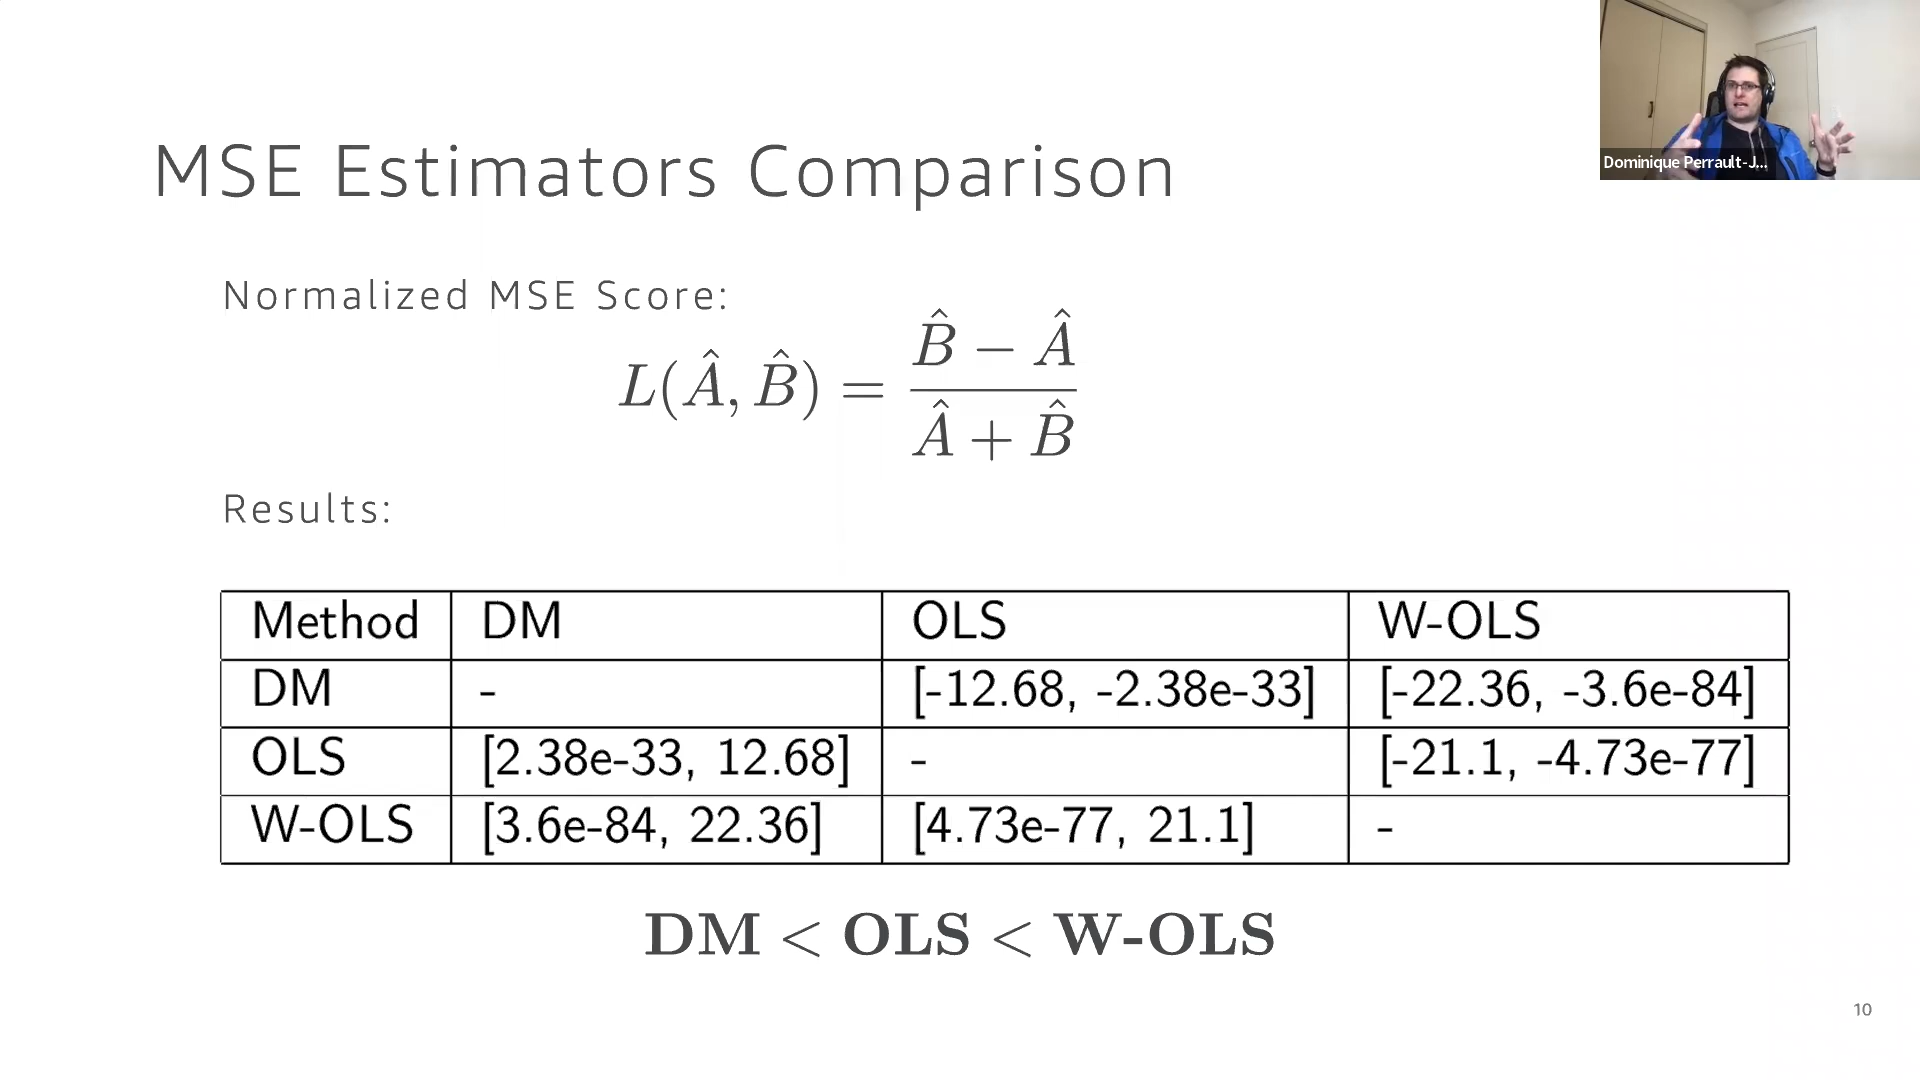 Dominique Perrault-J...
MSE Estimators Comparison
Normalized MSE Score:
L(Â, B̂) = (B̂ − Â) / (Â + B̂)
Results:
Method DM OLS W-OLS
DM - [-12.68, -2.38e-33] [-22.36, -3.6e-84]
OLS [2.38e-33, 12.68] - [-21.1, -4.73e-77]
W-OLS [3.6e-84, 22.36] [4.73e-77, 21.1] -
DM < OLS < W-OLS
10